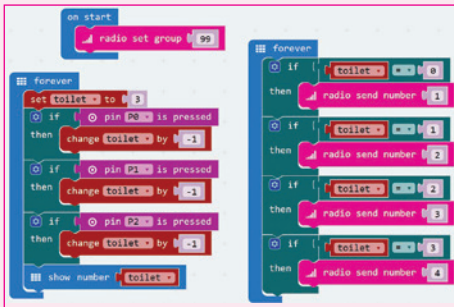 on start
radio set group 99
forever
set toilet to 3
if pin P0 is pressed
then change toilet by -1
if pin P1 is pressed
then change toilet by -1
if pin P2 is pressed
then change toilet by -1
show number toilet
forever
if toilet = 0
then radio send number 1
if toilet = 1
then radio send number 2
if toilet = 2
then radio send number 3
if toilet = 3
then radio send number 4